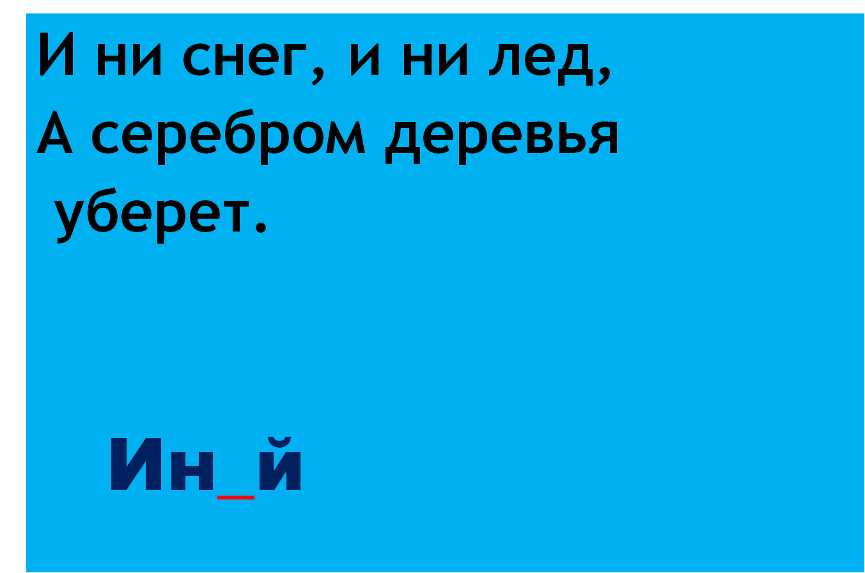 И ни снег, и ни лед,
А серебром деревья
уберет.
Ин_й